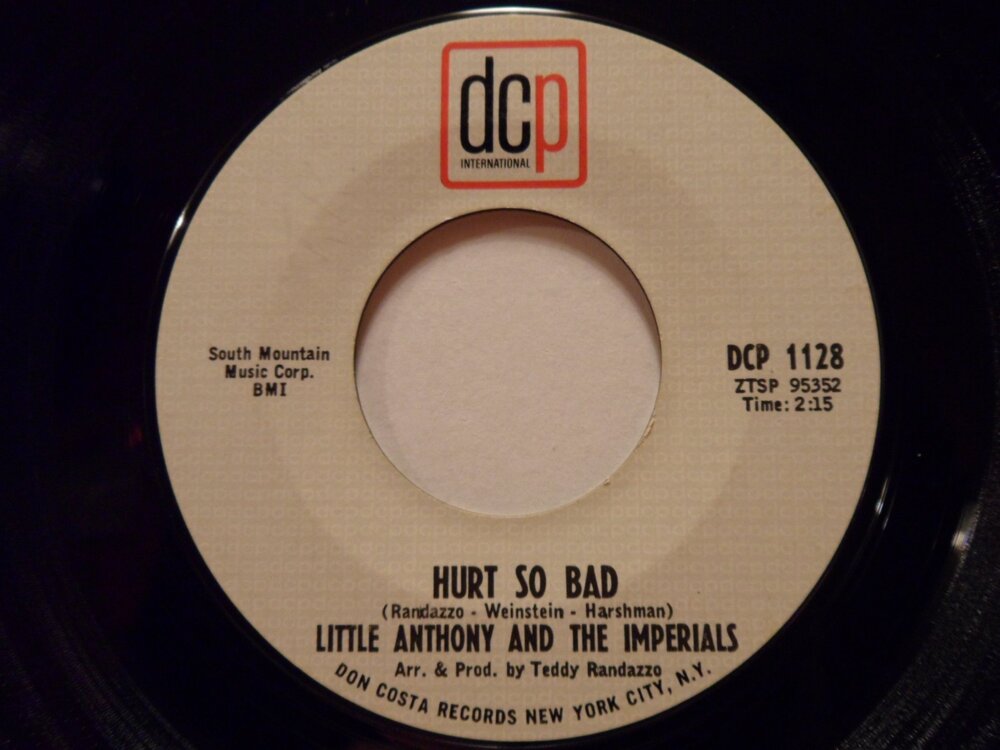 dcp
INTERNATIONAL
South Mountain
Music Corp.
BMI
DCP 1128
ZTSP 95352
Time: 2:15
HURT SO BAD
(Randazzo - Weinstein - Harshman)
LITTLE ANTHONY AND THE IMPERIALS
Arr. & Prod. by Teddy Randazzo
DON COSTA RECORDS NEW YORK CITY, N.Y.